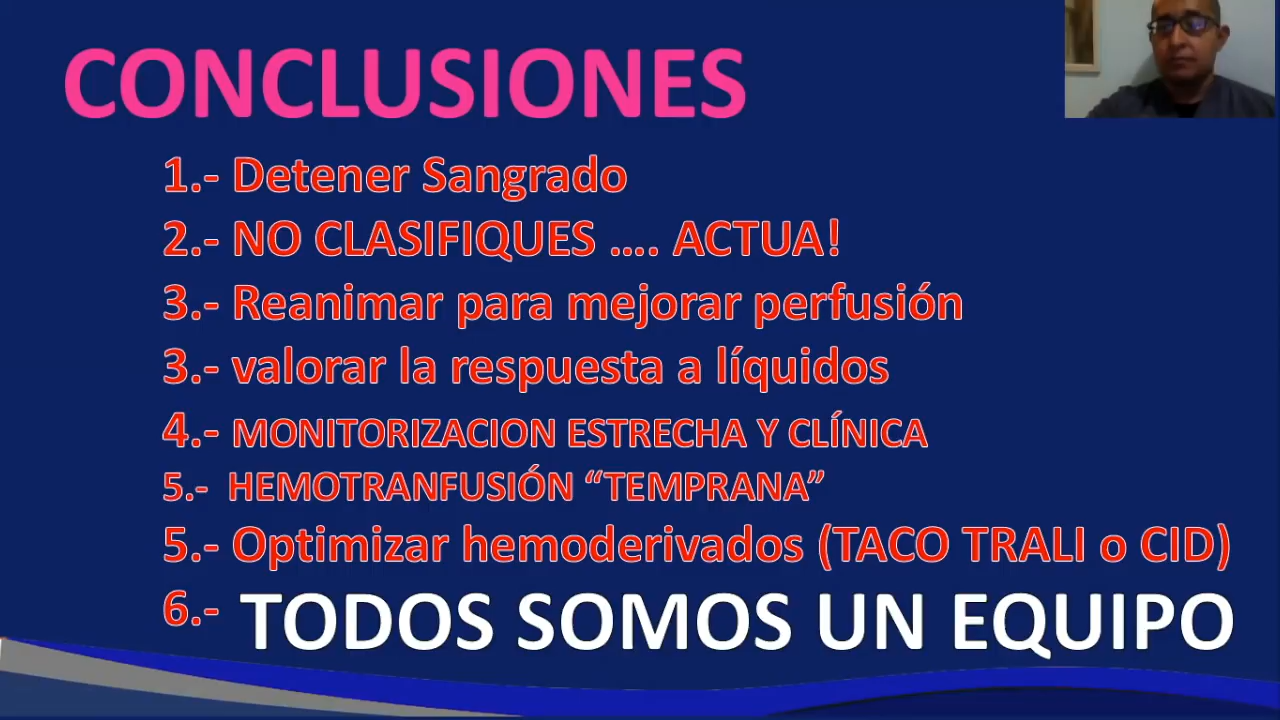 CONCLUSIONES
1.- Detener Sangrado
2.- NO CLASIFIQUES .... ACTUA!
3.- Reanimar para mejorar perfusión
3.- valorar la respuesta a líquidos
4.- MONITORIZACION ESTRECHA Y CLÍNICA
5.- HEMOTRANFUSIÓN “TEMPRANA”
5.- Optimizar hemoderivados (TACO TRALI o CID)
6.- TODOS SOMOS UN EQUIPO